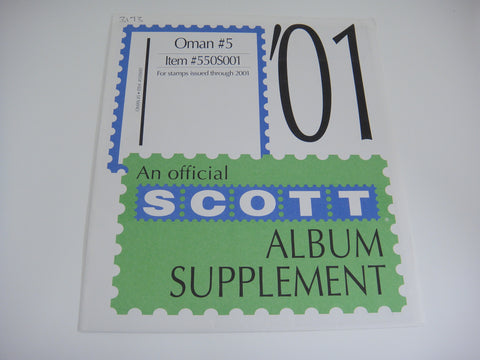 Oman #5
Item #550S001
For stamps issued through 2001
'01
An official
SCOTT
ALBUM
SUPPLEMENT